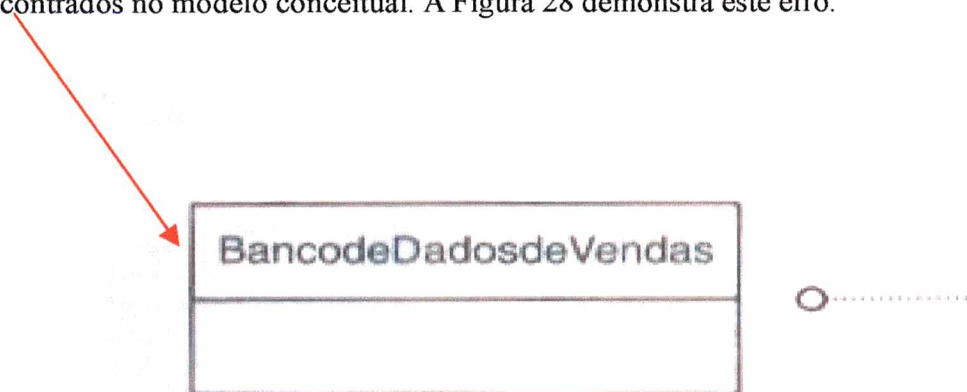 contrados no modelo conceitual. A Figura 28 demonstra este erro.
BancodeDadosdeVendas